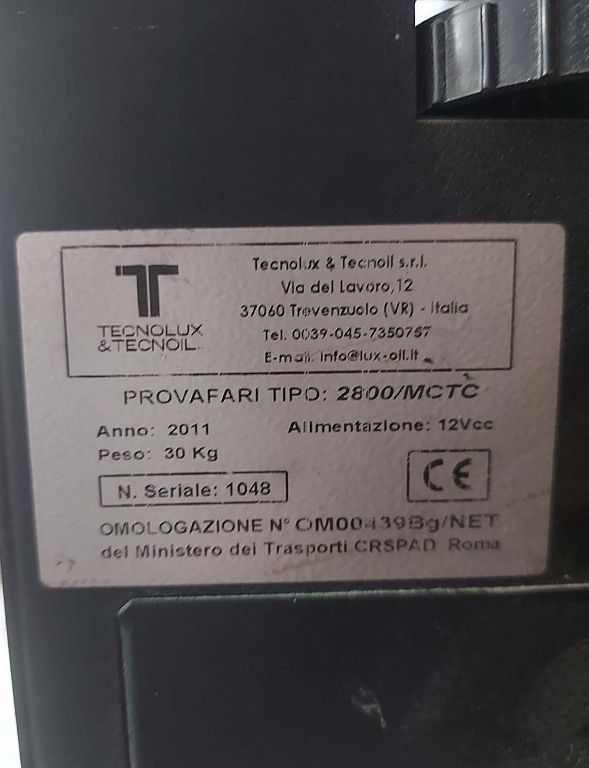 TECNOLUX
& TECNOIL
Tecnolux & Tecnoil s.r.l.
Via del Lavoro,12
37060 Trevenzuolo (VR) - Italia
Tel. 0039-045-7350757
E-mail: info@lux-oil.it
PROVAFARI TIPO: 2800/MCTC
Anno: 2011 Alimentazione: 12Vcc
Peso: 30 Kg
N. Seriale: 1048
CE
OMOLOGAZIONE N° OM00439Bg/NET
del Ministero dei Trasporti CRSPAD Roma